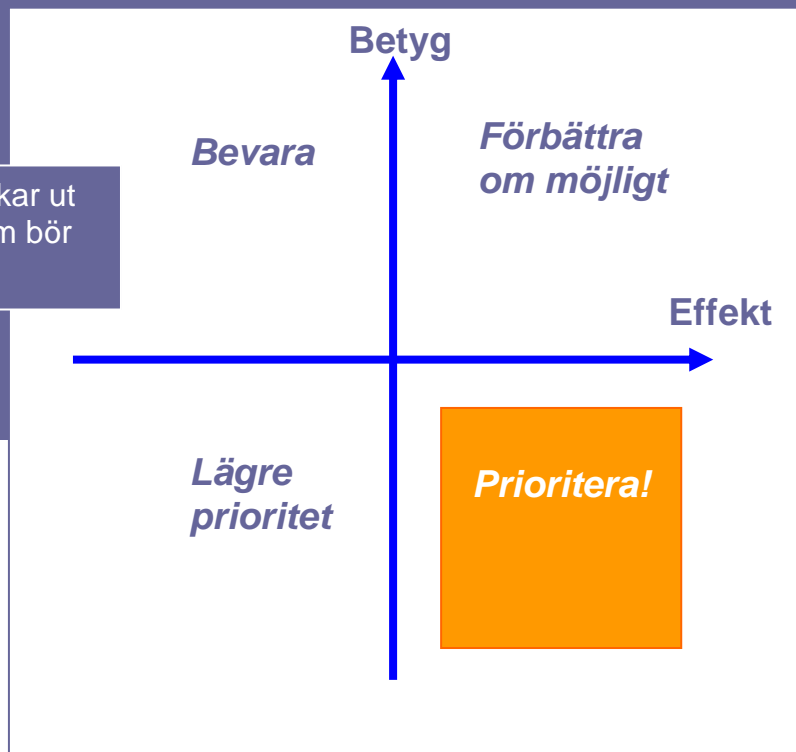 Betyg
Bevara
Förbättra
om möjligt
kar ut
bör
Effekt
Lägre
prioritet
Prioritera!